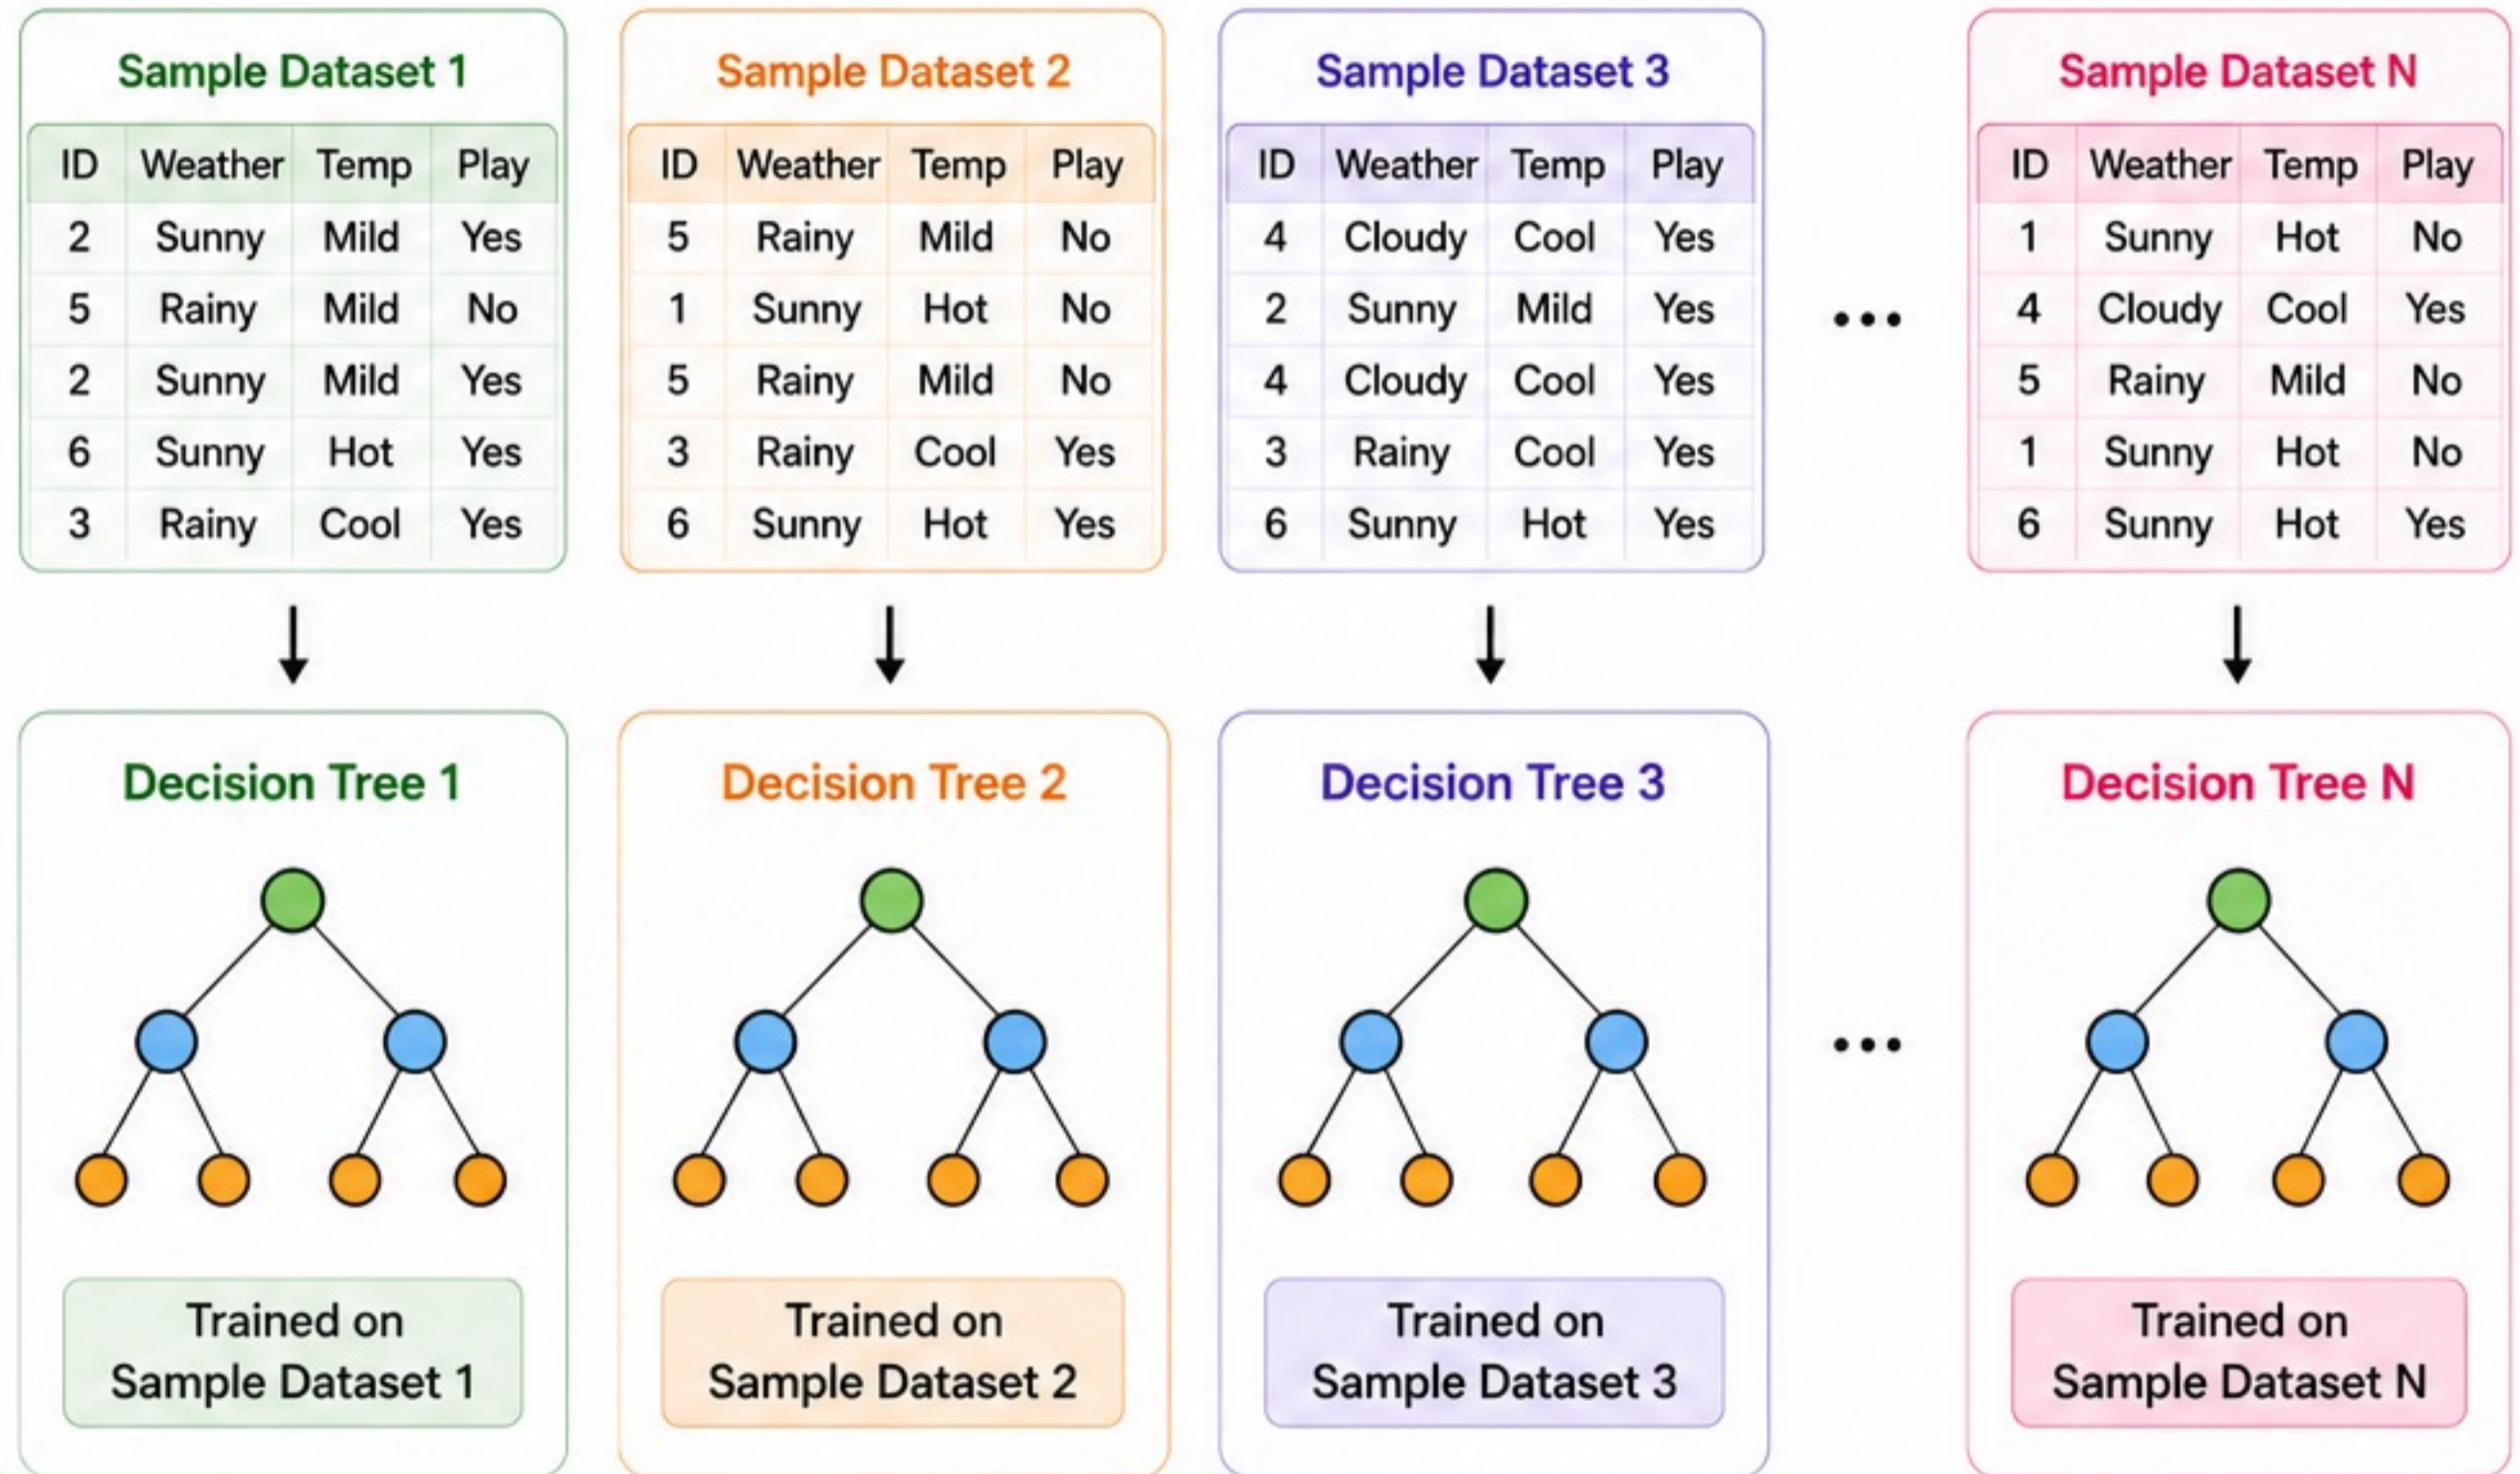 Sample Dataset 1
ID Weather Temp Play
2 Sunny Mild Yes
5 Rainy Mild No
2 Sunny Mild Yes
6 Sunny Hot Yes
3 Rainy Cool Yes
Sample Dataset 2
ID Weather Temp Play
5 Rainy Mild No
1 Sunny Hot No
5 Rainy Mild No
3 Rainy Cool Yes
6 Sunny Hot Yes
Sample Dataset 3
ID Weather Temp Play
4 Cloudy Cool Yes
2 Sunny Mild Yes
4 Cloudy Cool Yes
3 Rainy Cool Yes
6 Sunny Hot Yes
...
Sample Dataset N
ID Weather Temp Play
1 Sunny Hot No
4 Cloudy Cool Yes
5 Rainy Mild No
1 Sunny Hot No
6 Sunny Hot Yes
Decision Tree 1
Trained on
Sample Dataset 1
Decision Tree 2
Trained on
Sample Dataset 2
Decision Tree 3
Trained on
Sample Dataset 3
...
Decision Tree N
Trained on
Sample Dataset N